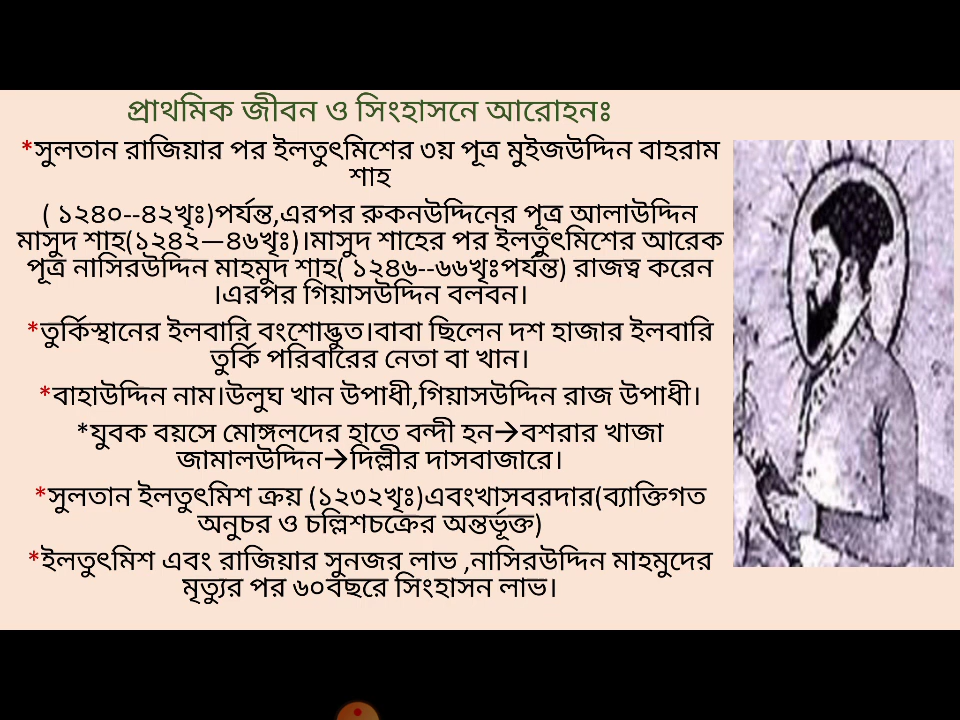 প্রাথমিক জীবন ও সিংহাসনে আরোহনঃ
*সুলতান রাজিয়ার পর ইলতুৎমিশের ৩য় পূত্র মুইজউদ্দিন বাহরাম
শাহ
( ১২৪০--৪২খৃঃ)পর্যন্ত,এরপর রুকনউদ্দিনের পূত্র আলাউদ্দিন
মাসুদ শাহ(১২৪২—৪৬খৃঃ)।মাসুদ শাহের পর ইলতুৎমিশের আরেক
পূত্র নাসিরউদ্দিন মাহমুদ শাহ( ১২৪৬--৬৬খৃঃপর্যন্ত) রাজত্ব করেন
।এরপর গিয়াসউদ্দিন বলবন।
*তুর্কিস্থানের ইলবারি বংশোদ্ভুত।বাবা ছিলেন দশ হাজার ইলবারি
তুর্কি পরিবারের নেতা বা খান।
*বাহাউদ্দিন নাম।উলুঘ খান উপাধী,গিয়াসউদ্দিন রাজ উপাধী।
*যুবক বয়সে মোঙ্গলদের হাতে বন্দী হন→বশরার খাজা
জামালউদ্দিন→দিল্লীর দাসবাজারে।
*সুলতান ইলতুৎমিশ ক্রয় (১২৩২খৃঃ)এবংখাসবরদার(ব্যাক্তিগত
অনুচর ও চল্লিশচক্রের অন্তর্ভূক্ত)
*ইলতুৎমিশ এবং রাজিয়ার সুনজর লাভ ,নাসিরউদ্দিন মাহমুদের
মৃত্যুর পর ৬০বছরে সিংহাসন লাভ।